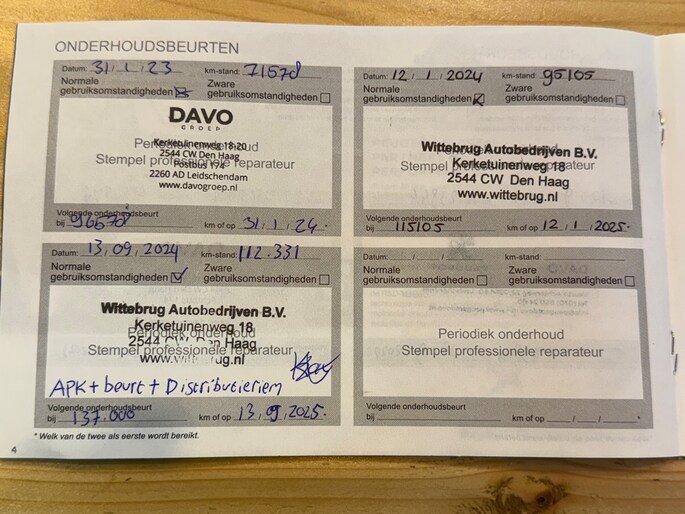 ONDERHOUDSBEURTEN
Datum: 31 / 1 / 23 km-stand: 71570
Normale gebruiksomstandigheden ☒ Zware gebruiksomstandigheden ☐
DAVO
GROEP
Periodiek onderhoud
Kerketuinenweg 18-20
2544 CW Den Haag
Stempel professionele reparateur
Postbus 174
2260 AD Leidschendam
www.davogroep.nl
Volgende onderhoudsbeurt
bij 96570 km of op 31 / 1 / 24.
Datum: 12 / 1 / 2024 km-stand: 95105
Normale gebruiksomstandigheden ☒ Zware gebruiksomstandigheden ☐
Periodiek onderhoud
Wittebrug Autobedrijven B.V.
Kerketuinenweg 18
Stempel professionele reparateur
2544 CW Den Haag
www.wittebrug.nl
Volgende onderhoudsbeurt
bij 115105 km of op 12 / 1 / 2025.
Datum: 13 / 09 / 2024 km-stand: 112.331
Normale gebruiksomstandigheden ☑ Zware gebruiksomstandigheden ☐
Wittebrug Autobedrijven B.V.
Kerketuinenweg 18
Periodiek onderhoud
2544 Den Haag
Stempel professionele reparateur
APK + beurt + Distributieriem
Volgende onderhoudsbeurt
bij 137.000 km of op 13 / 09 / 2025.
Datum: / / km-stand:
Normale gebruiksomstandigheden ☐ Zware gebruiksomstandigheden ☐
Periodiek onderhoud
Stempel professionele reparateur
Volgende onderhoudsbeurt
bij km of op / / *
* Welk van de twee als eerste wordt bereikt.
4